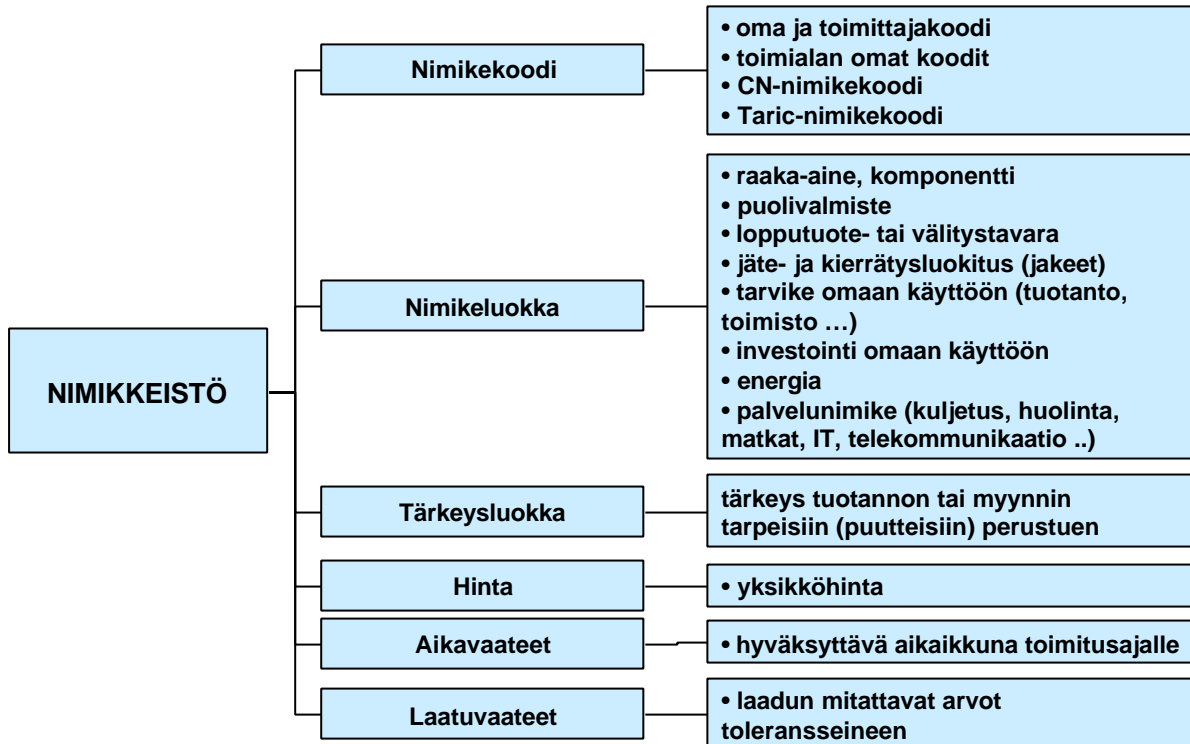 NIMIKKEISTÖ
Nimikekoodi
• oma ja toimittajakoodi
• toimialan omat koodit
• CN-nimikekoodi
• Taric-nimikekoodi
Nimikeluokka
• raaka-aine, komponentti
• puolivalmiste
• lopputuote- tai välitystavara
• jäte- ja kierrätysluokitus (jakeet)
• tarvike omaan käyttöön (tuotanto,
toimisto …)
• investointi omaan käyttöön
• energia
• palvelunimike (kuljetus, huolinta,
matkat, IT, telekommunikaatio ..)
Tärkeysluokka
tärkeys tuotannon tai myynnin
tarpeisiin (puutteisiin) perustuen
Hinta
• yksikköhinta
Aikavaateet
• hyväksyttävä aikaikkuna toimitusajalle
Laatuvaateet
• laadun mitattavat arvot
toleransseineen